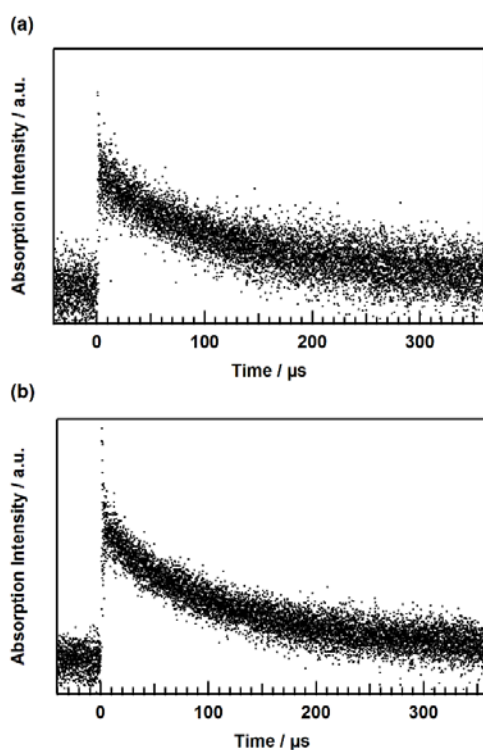 (a)
Absorption Intensity / a.u.
0 100 200 300
Time / µs
(b)
Absorption Intensity / a.u.
0 100 200 300
Time / µs